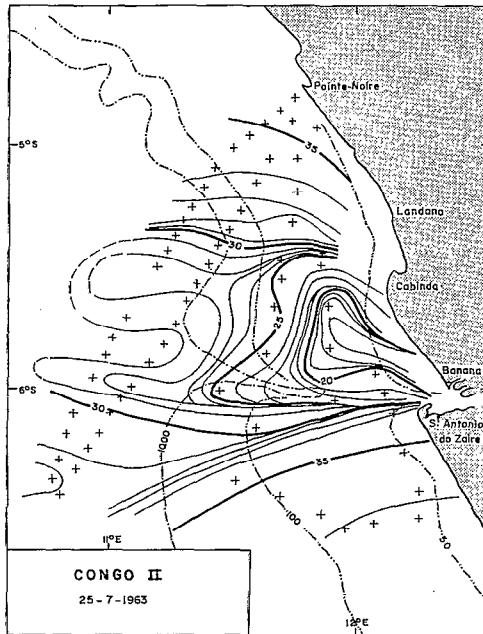 Pointe-Noire
5°S
35
Landana
30
Cabinda
25
Banana
20
6°S
30
S. Antonio
do Zaïre
1000
35
100
50
11°E
CONGO II
25-7-1963
12°E